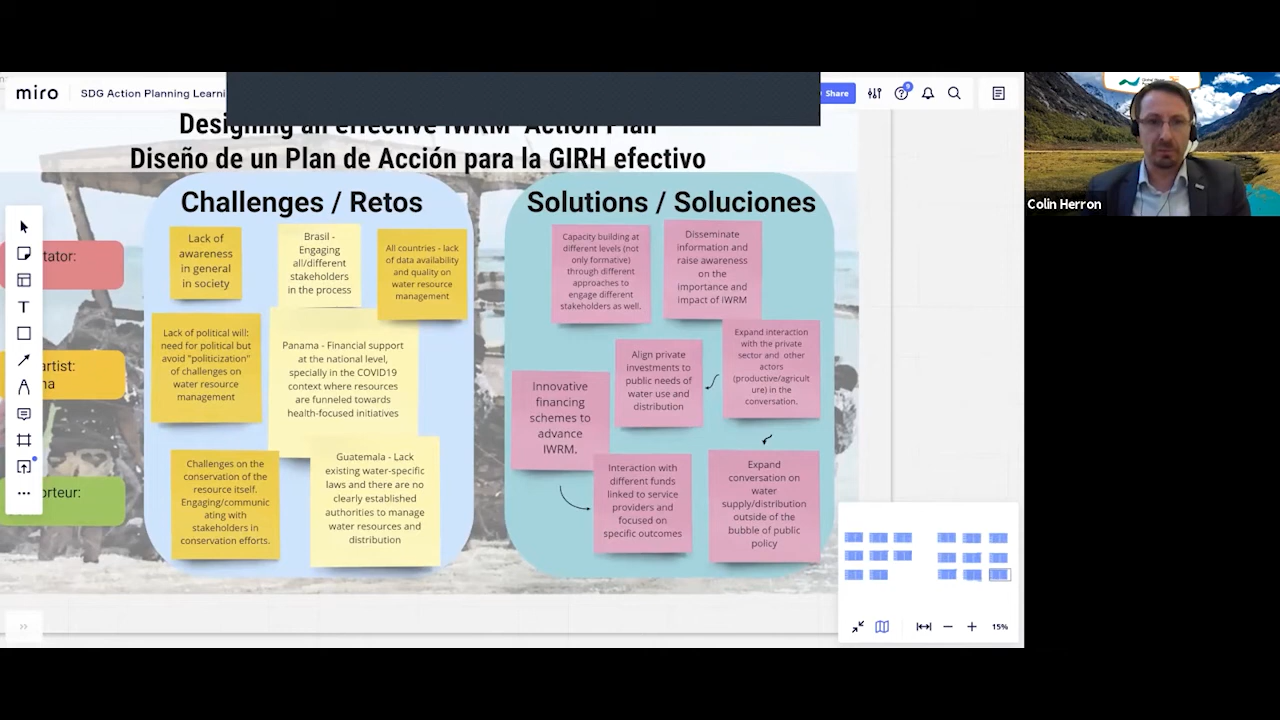 miro
SDG Action Planning Learni
Share
Designing an effective IWRM Action Plan
Diseño de un Plan de Acción para la GIRH efectivo
Challenges / Retos
Lack of
awareness
in general
in society
Brasil -
Engaging
all/different
stakeholders
in the process
All countries - lack
of data availability
and quality on
water resource
management
Lack of political will:
need for political but
avoid "politicization"
of challenges on
water resource
management
Panama - Financial support
at the national level,
specially in the COVID19
context where resources
are funneled towards
health-focused initiatives
Challenges on the
conservation of the
resource itself.
Engaging/communic
ating with
stakeholders in
conservation efforts.
Guatemala - Lack
existing water-specific
laws and there are no
clearly established
authorities to manage
water resources and
distribution
Solutions / Soluciones
Capacity building at
different levels (not
only formative)
through different
approaches to
engage different
stakeholders as well.
Disseminate
information and
raise awareness
on the
importance and
impact of iWRM
Expand interaction
with the private
sector and other
actors
(productive/agricult
ure) in the
conversation.
Align private
investments to
public needs of
water use and
distribution
Innovative
financing
schemes to
advance
IWRM.
Interaction with
different funds
linked to service
providers and
focused on
specific outcomes
Expand
conversation on
water
supply/distribution
outside of the
bubble of public
policy
tator:
artist:
na
orteur:
T
15%
Colin Herron